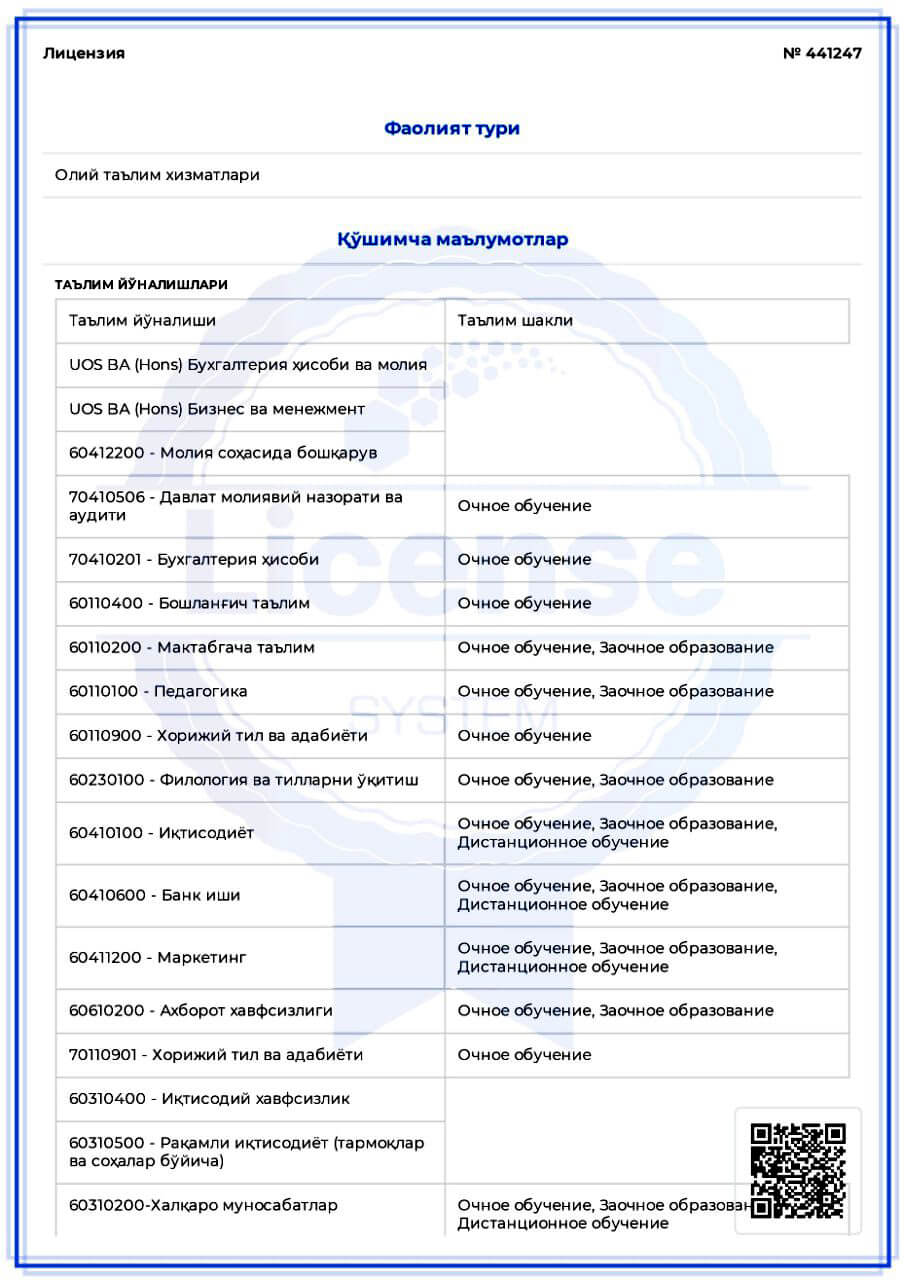 Лицензия
№ 441247
Фаолият тури
Олий таълим хизматлари
Қўшимча маълумотлар
ТАЪЛИМ ЙЎНАЛИШЛАРИ
Таълим йўналиши
Таълим шакли
UOS BA (Hons) Бухгалтерия ҳисоби ва молия
UOS BA (Hons) Бизнес ва менежмент
60412200 - Молия соҳасида бошқарув
70410506 - Давлат молиявий назорати ва
аудити
Очное обучение
70410201 - Бухгалтерия ҳисоби
Очное обучение
60110400 - Бошланғич таълим
Очное обучение
60110200 - Мактабгача таълим
Очное обучение, Заочное образование
60110100 - Педагогика
Очное обучение, Заочное образование
60110900 - Хорижий тил ва адабиёти
Очное обучение
60230100 - Филология ва тилларни ўқитиш
Очное обучение, Заочное образование
60410100 - Иқтисодиёт
Очное обучение, Заочное образование,
Дистанционное обучение
60410600 - Банк иши
Очное обучение, Заочное образование,
Дистанционное обучение
60411200 - Маркетинг
Очное обучение, Заочное образование,
Дистанционное обучение
60610200 - Ахборот хавфсизлиги
Очное обучение, Заочное образование
70110901 - Хорижий тил ва адабиёти
Очное обучение
60310400 - Иқтисодий хавфсизлик
60310500 - Рақамли иқтисодиёт (тармоқлар
ва соҳалар бўйича)
60310200-Халқаро муносабатлар
Очное обучение, Заочное образован
Дистанционное обучение
License
SYSTEM